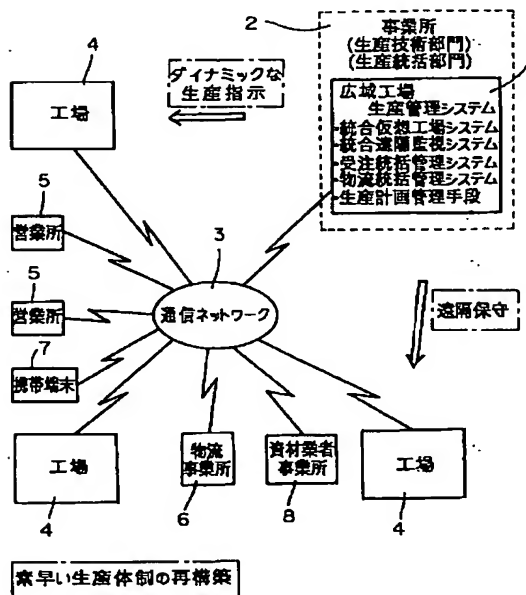 2
事業所
(生産技術部門)
(生産統括部門)
広域工場
生産管理システム
統合仮想工場システム
統合遠隔監視システム
受注統括管理システム
物流統括管理システム
生産計画管理手段
4
工場
ダイナミックな
生産指示
5
営業所
3
通信ネットワーク
5
営業所
遠隔保守
7
携帯端末
工場
4
物流
事業所
6
資材業者
事業所
8
工場
4
素早い生産体制の再構築